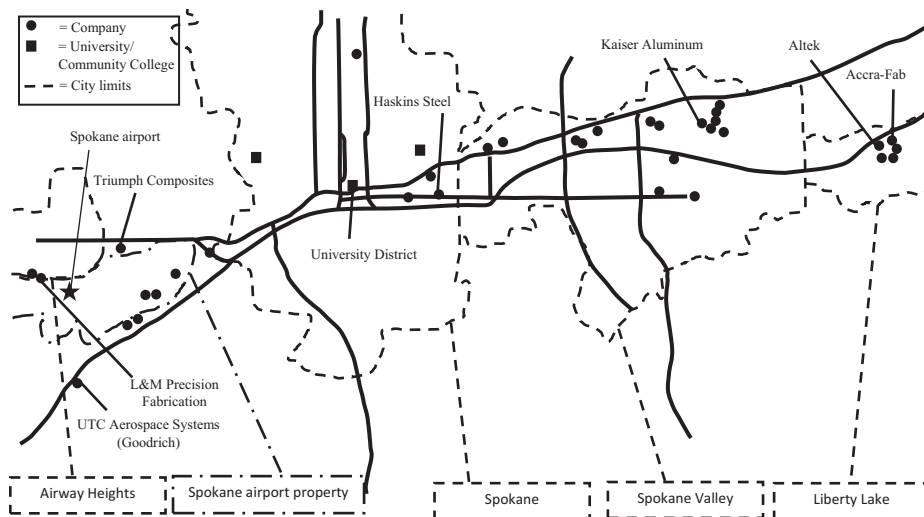 = Company
= University/
Community College
= City limits
Kaiser Aluminum
Altek
Accra-Fab
Haskins Steel
Spokane airport
Triumph Composites
University District
L&M Precision
Fabrication
UTC Aerospace Systems
(Goodrich)
Airway Heights
Spokane airport property
Spokane
Spokane Valley
Liberty Lake